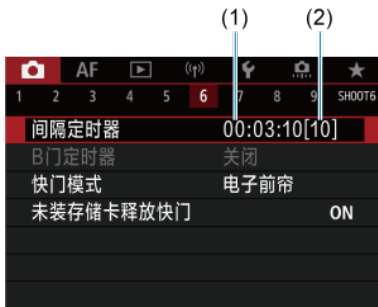 (1) (2)
AF
1 2 3 4 5 6 7 8 9 SHOOT6
间隔定时器 00:03:10[10]
B门定时器 关闭
快门模式 电子前帘
未装存储卡释放快门 ON